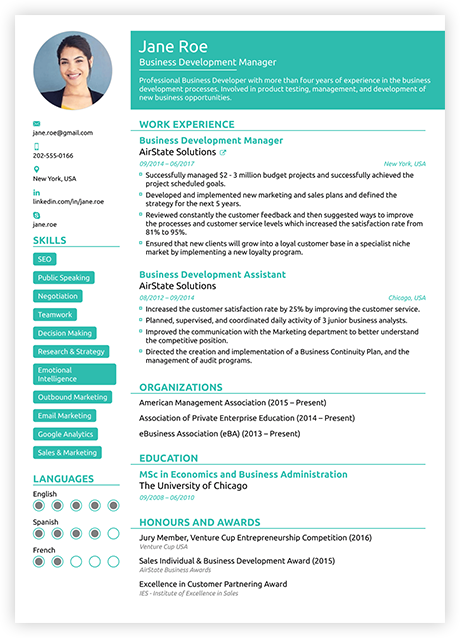 Jane Roe
Business Development Manager
Professional Business Developer with more than four years of experience in the business
development processes. Involved in product testing, management, and development of
new business opportunities.
jane.roe@gmail.com
202-555-0166
New York, USA
linkedin.com/in/jane.roe
jane.roe
SKILLS
SEO
Public Speaking
Negotiation
Teamwork
Decision Making
Research & Strategy
Emotional
Intelligence
Outbound Marketing
Email Marketing
Google Analytics
Sales & Marketing
LANGUAGES
English
Spanish
French
WORK EXPERIENCE
Business Development Manager
AirState Solutions
09/2014 – 06/2017 New York, USA
Successfully managed $2 - 3 million budget projects and successfully achieved the
project scheduled goals.
Developed and implemented new marketing and sales plans and defined the
strategy for the next 5 years.
Reviewed constantly the customer feedback and then suggested ways to improve
the processes and customer service levels which increased the satisfaction rate from
81% to 95%.
Ensured that new clients will grow into a loyal customer base in a specialist niche
market by implementing a new loyalty program.
Business Development Assistant
AirState Solutions
08/2012 – 09/2014 Chicago, USA
Increased the customer satisfaction rate by 25% by improving the customer service.
Planned, supervised, and coordinated daily activity of 3 junior business analysts.
Improved the communication with the Marketing department to better understand
the competitive position.
Directed the creation and implementation of a Business Continuity Plan, and the
management of audit programs.
ORGANIZATIONS
American Management Association (2015 – Present)
Association of Private Enterprise Education (2014 – Present)
eBusiness Association (eBA) (2013 – Present)
EDUCATION
MSc in Economics and Business Administration
The University of Chicago
09/2008 – 06/2010
HONOURS AND AWARDS
Jury Member, Venture Cup Entrepreneurship Competition (2016)
Venture Cup USA
Sales Individual & Business Development Award (2015)
AirState Business Awards
Excellence in Customer Partnering Award
IES - Institute of Excellence in Sales